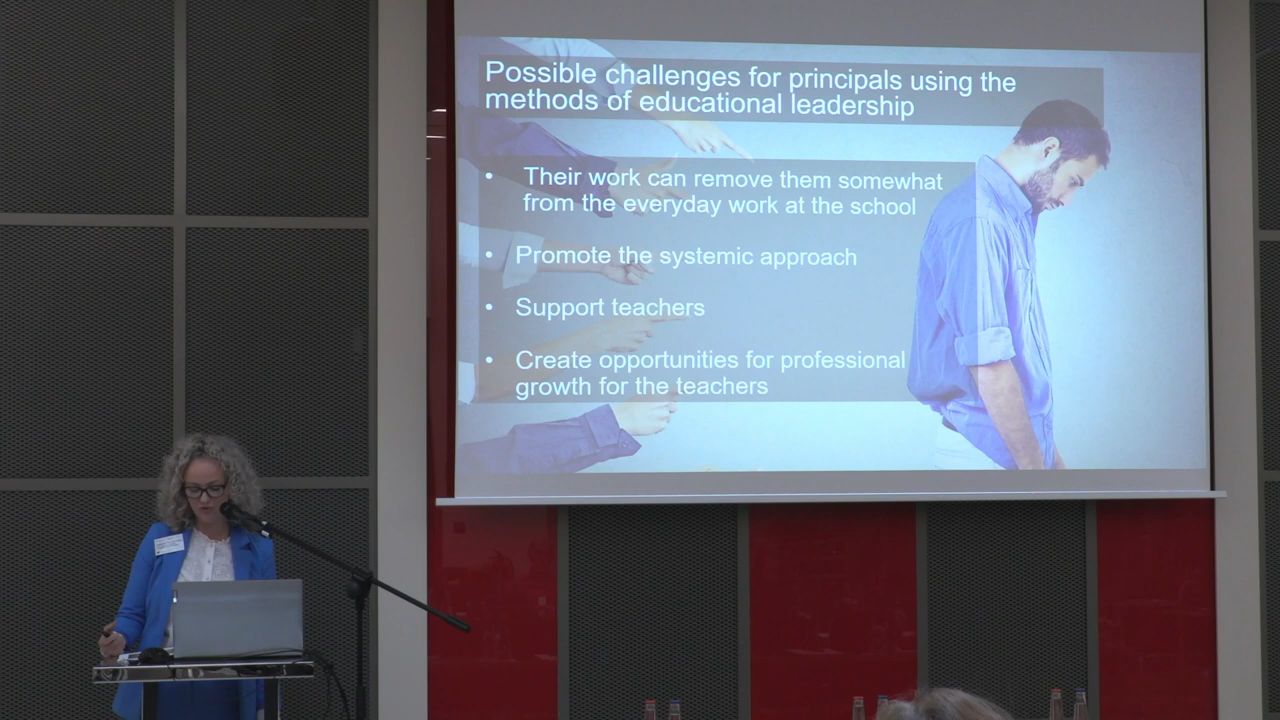 Possible challenges for principals using the
methods of educational leadership
• Their work can remove them somewhat
from the everyday work at the school
• Promote the systemic approach
• Support teachers
• Create opportunities for professional
growth for the teachers